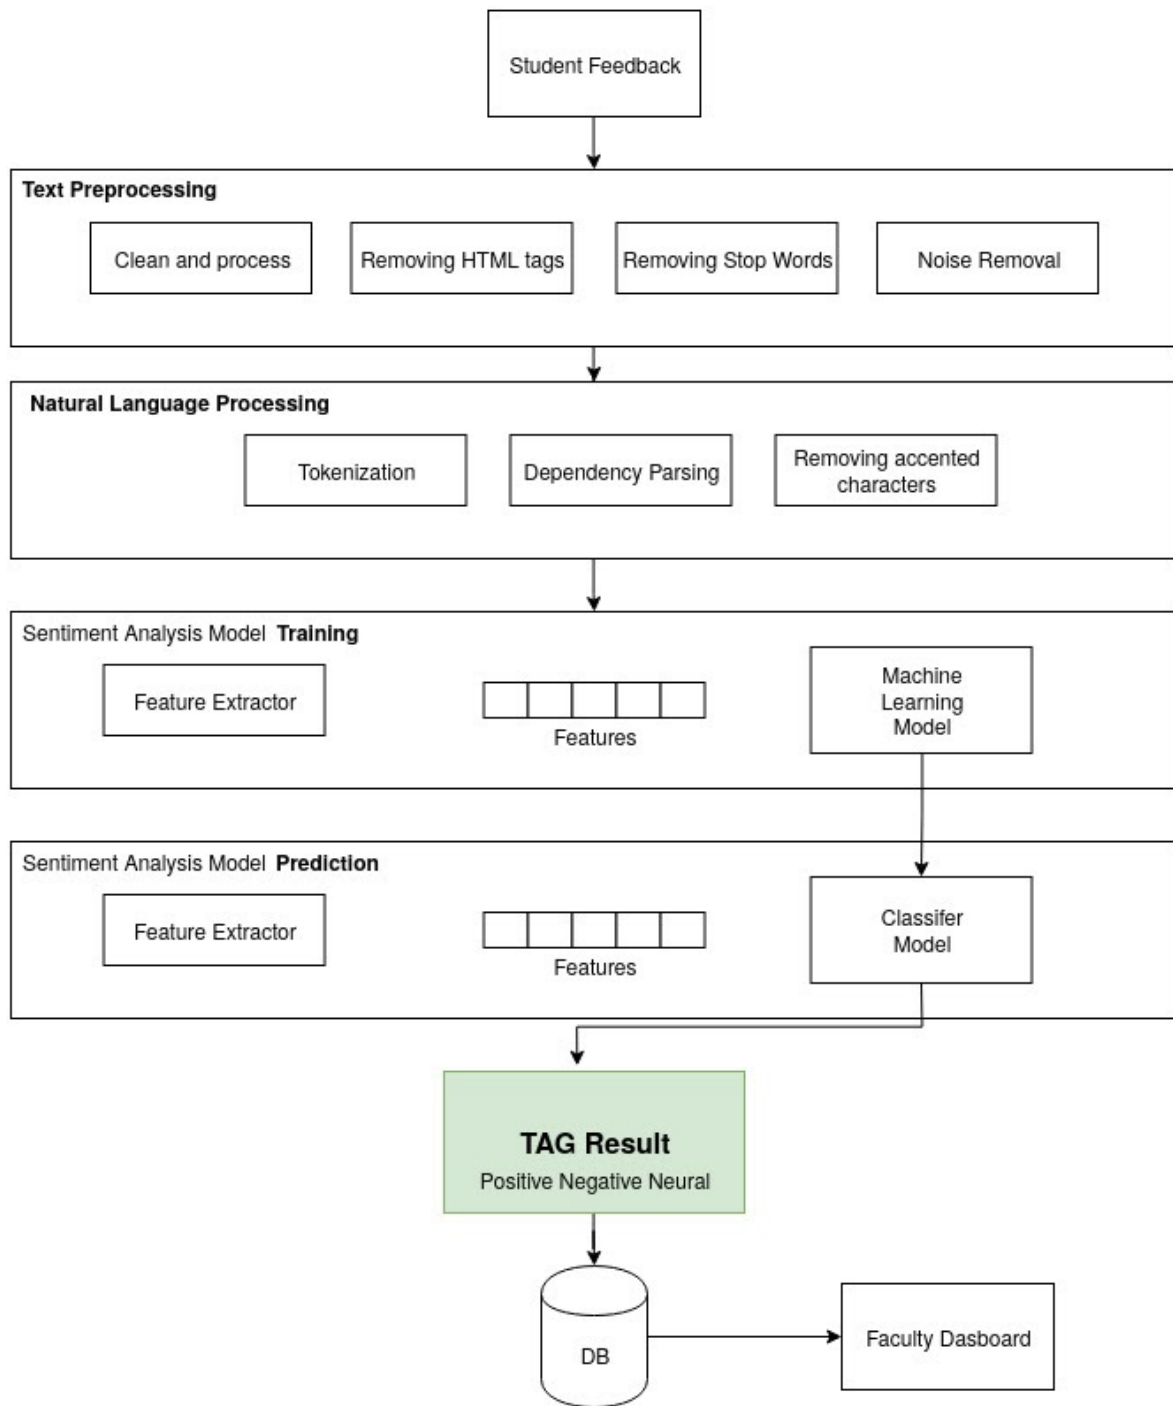 Student Feedback
Text Preprocessing
Clean and process
Removing HTML tags
Removing Stop Words
Noise Removal
Natural Language Processing
Tokenization
Dependency Parsing
Removing accented
characters
Sentiment Analysis Model Training
Feature Extractor
Features
Machine
Learning
Model
Sentiment Analysis Model Prediction
Feature Extractor
Features
Classifer
Model
TAG Result
Positive Negative Neural
DB
Faculty Dasboard